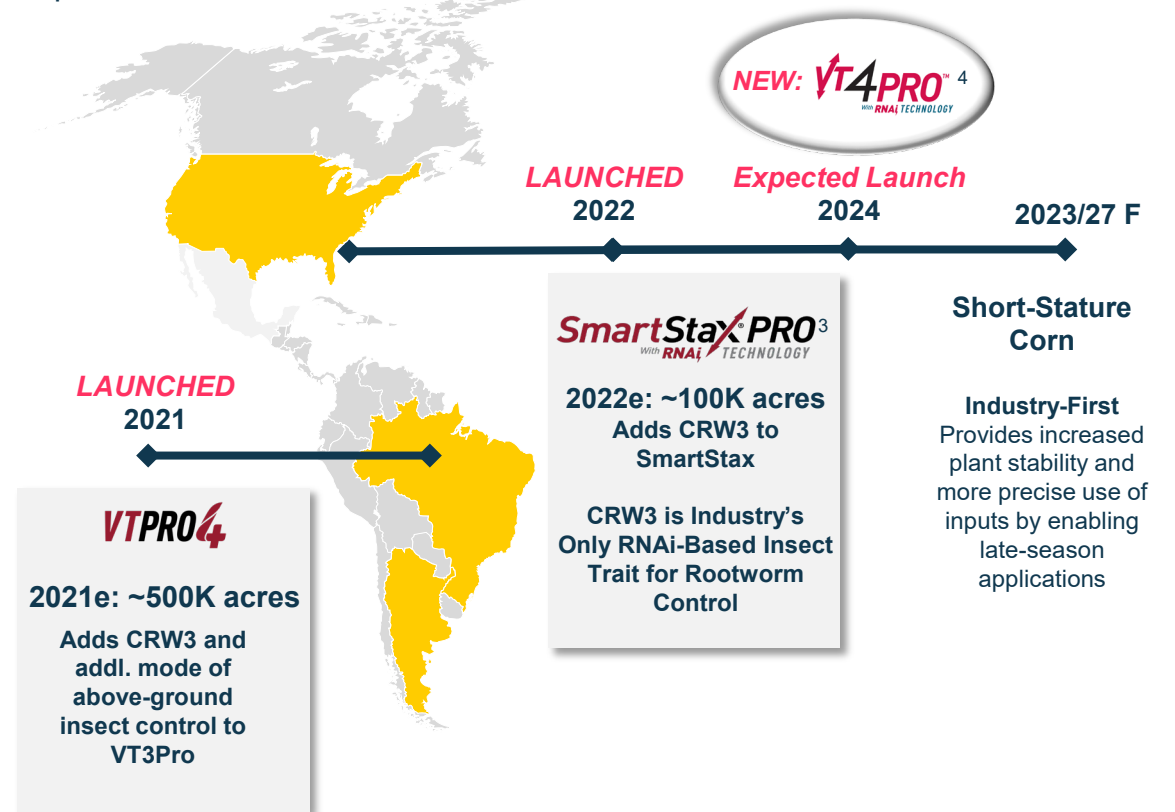 NEW: VT4PRO™ 4
With RNAi TECHNOLOGY
LAUNCHED
2022
Expected Launch
2024
2023/27 F
SmartStax® PRO 3
With RNAi TECHNOLOGY
2022e: ~100K acres
Adds CRW3 to
SmartStax
CRW3 is Industry's
Only RNAi-Based Insect
Trait for Rootworm
Control
Short-Stature
Corn
Industry-First
Provides increased
plant stability and
more precise use of
inputs by enabling
late-season
applications
LAUNCHED
2021
VTPRO4
2021e: ~500K acres
Adds CRW3 and
addl. mode of
above-ground
insect control to
VT3Pro